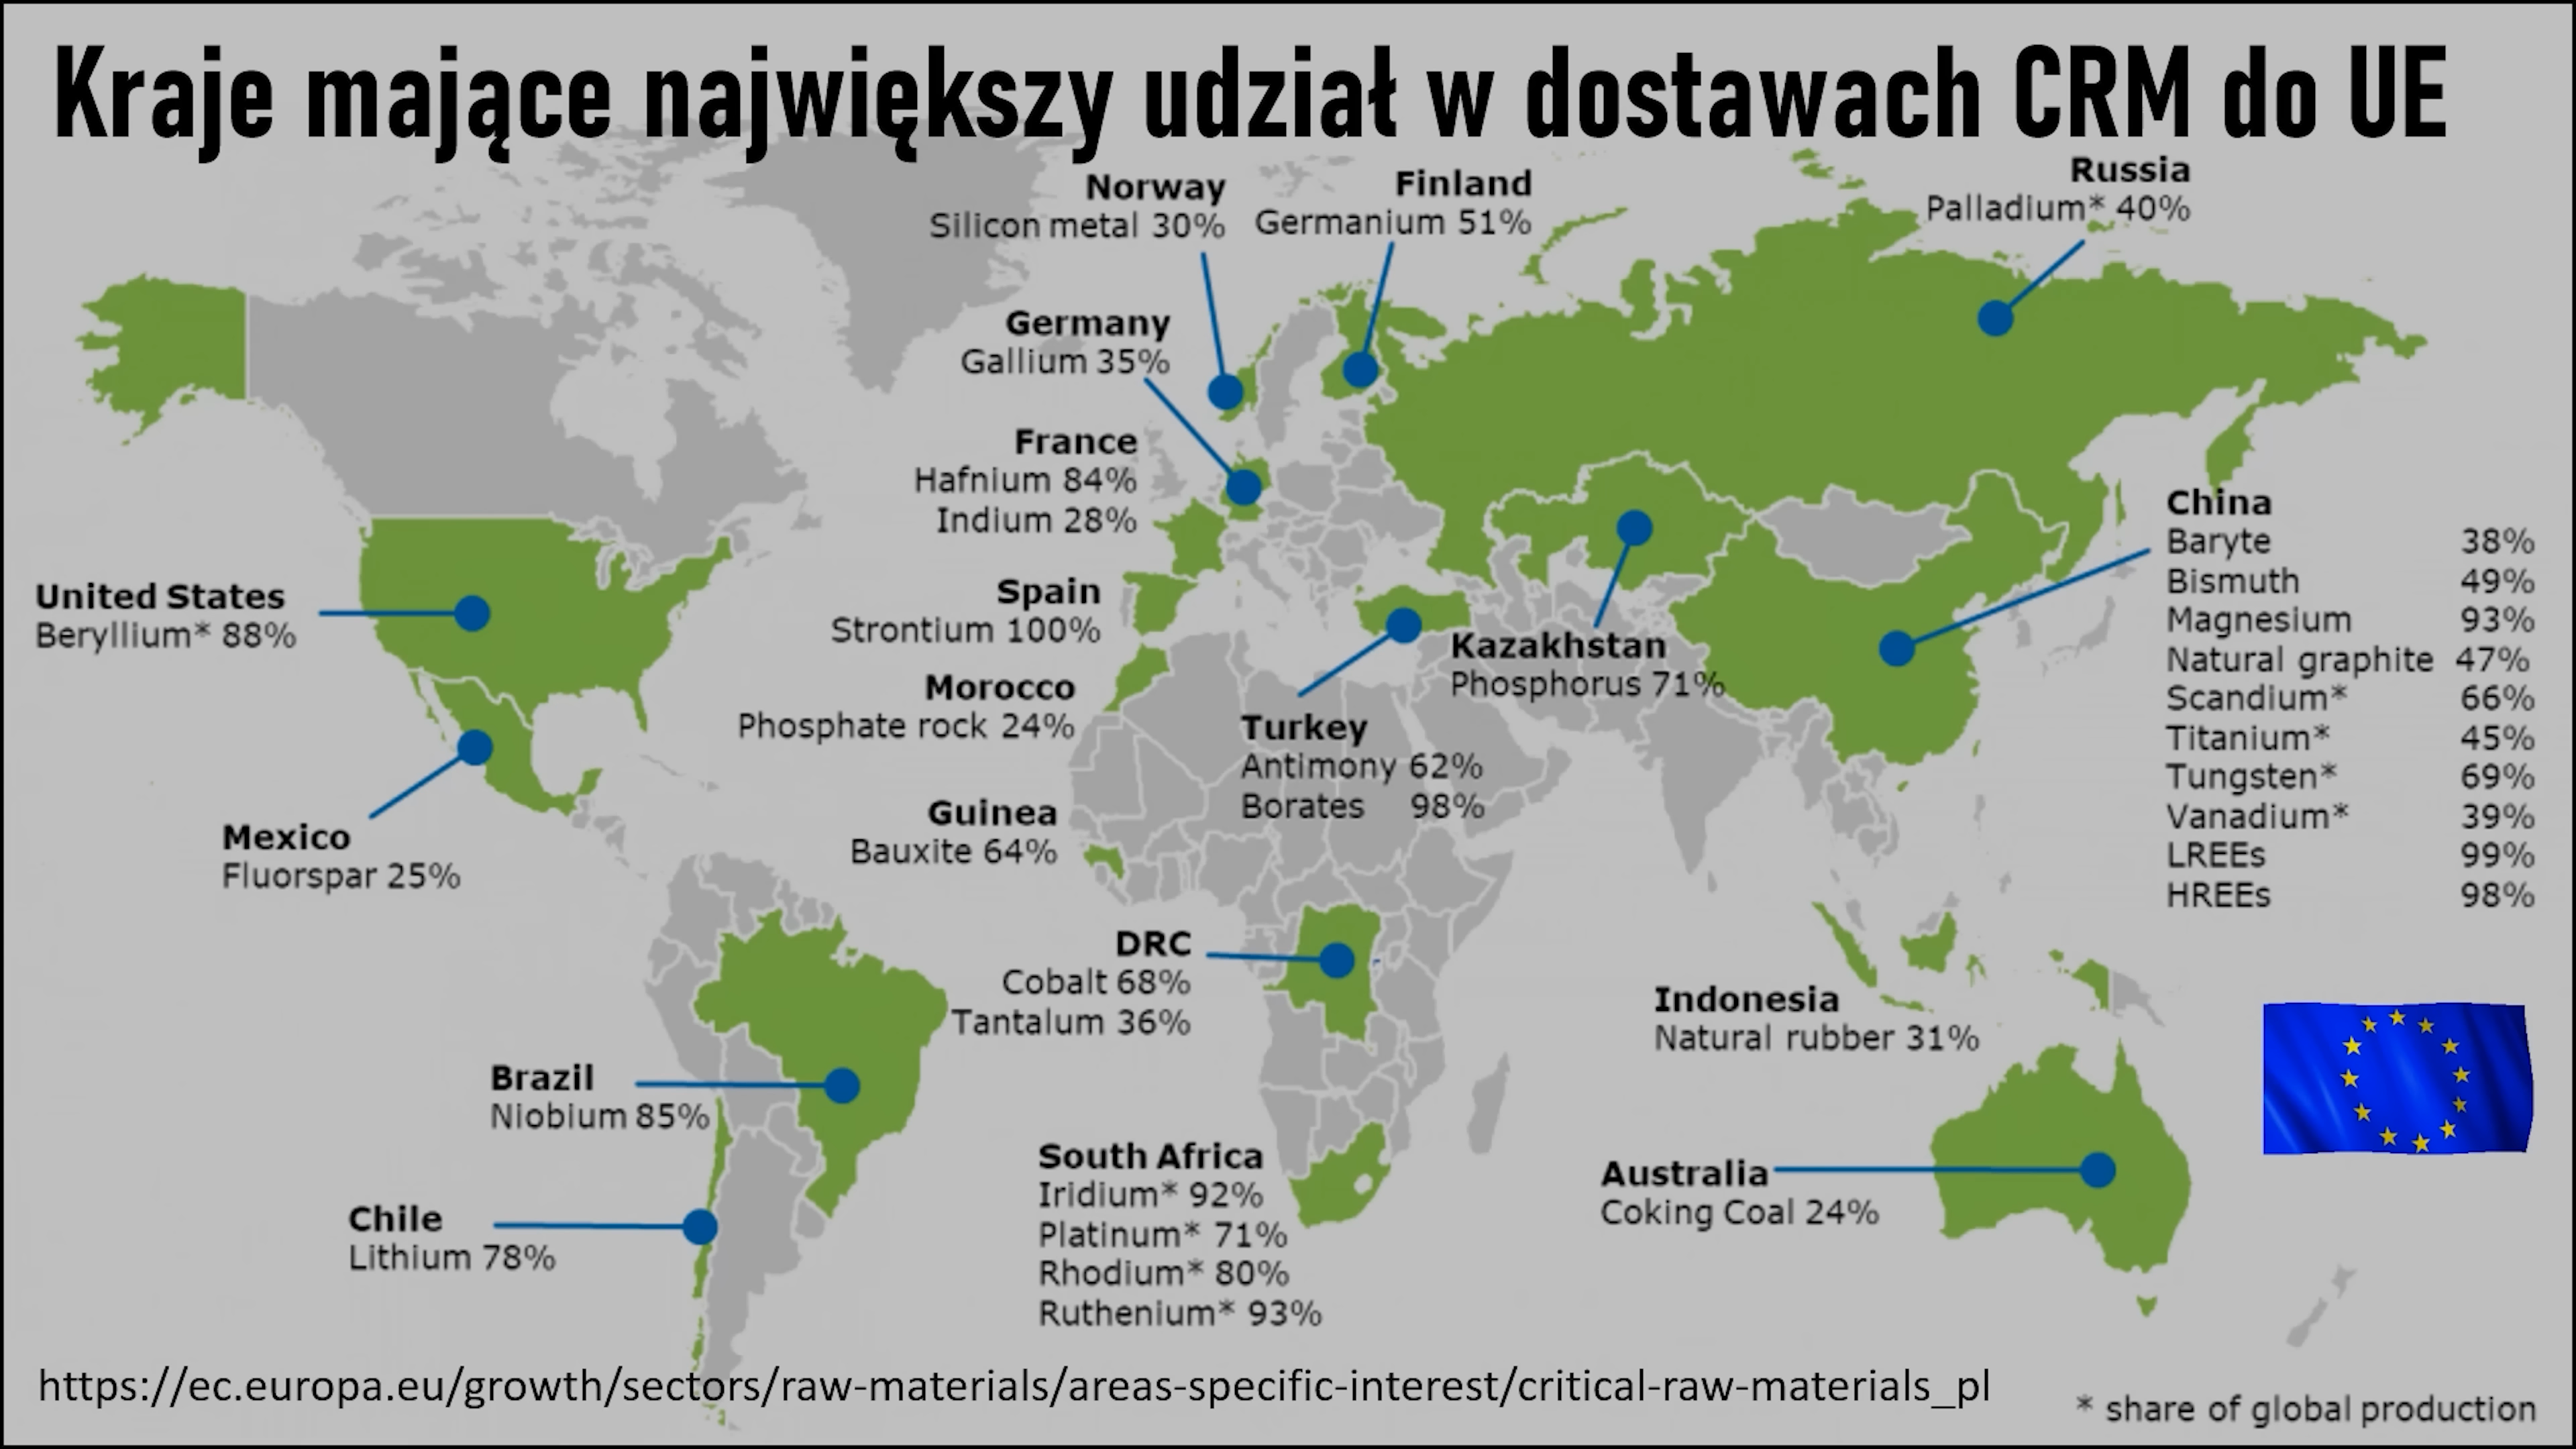 Kraje mające największy udział w dostawach CRM do UE
Russia
Palladium* 40%
Norway
Silicon metal 30%
Finland
Germanium 51%
Germany
Gallium 35%
France
Hafnium 84%
Indium 28%
China
Baryte 38%
Bismuth 49%
Magnesium 93%
Natural graphite 47%
Scandium* 66%
Titanium* 45%
Tungsten* 69%
Vanadium* 39%
LREEs 99%
HREEs 98%
United States
Beryllium* 88%
Spain
Strontium 100%
Kazakhstan
Phosphorus 71%
Morocco
Phosphate rock 24%
Turkey
Antimony 62%
Borates 98%
Mexico
Fluorspar 25%
Guinea
Bauxite 64%
DRC
Cobalt 68%
Tantalum 36%
Indonesia
Natural rubber 31%
Brazil
Niobium 85%
South Africa
Iridium* 92%
Platinum* 71%
Rhodium* 80%
Ruthenium* 93%
Australia
Coking Coal 24%
Chile
Lithium 78%
https://ec.europa.eu/growth/sectors/raw-materials/areas-specific-interest/critical-raw-materials_pl
* share of global production